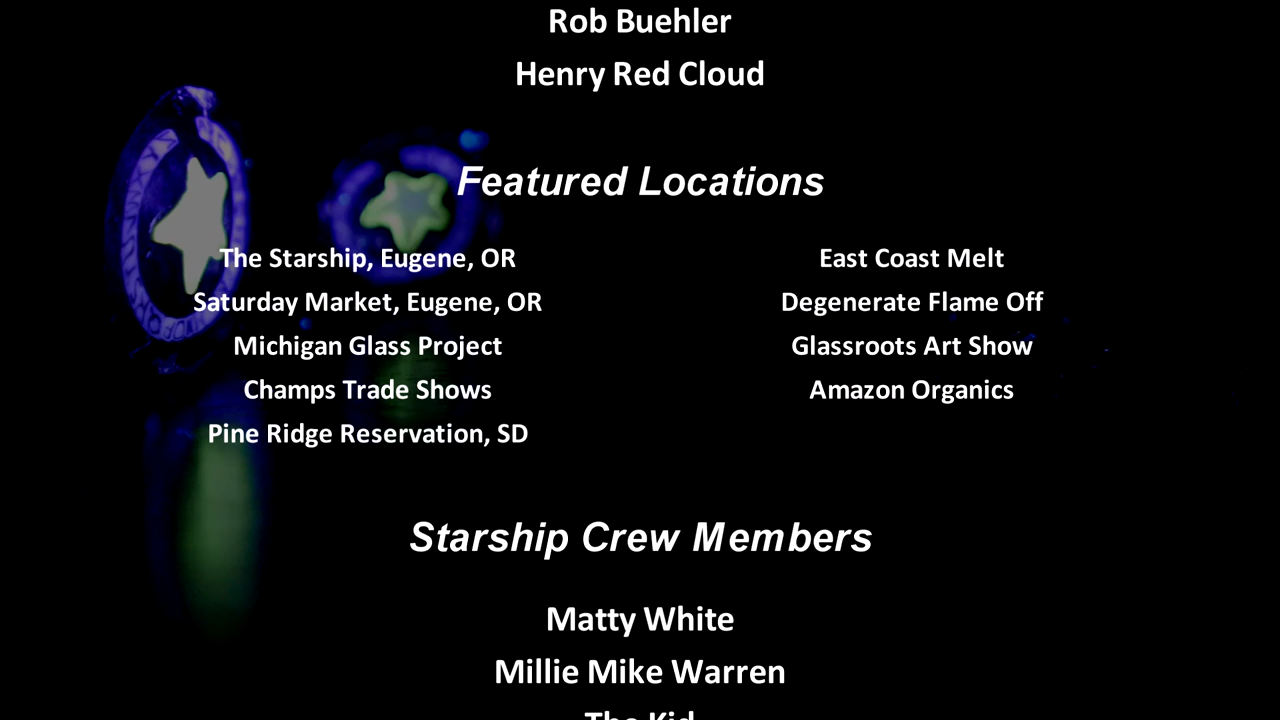 Rob Buehler
Henry Red Cloud
Featured Locations
The Starship, Eugene, OR
Saturday Market, Eugene, OR
Michigan Glass Project
Champs Trade Shows
Pine Ridge Reservation, SD
East Coast Melt
Degenerate Flame Off
Glassroots Art Show
Amazon Organics
Starship Crew Members
Matty White
Millie Mike Warren
The Kid